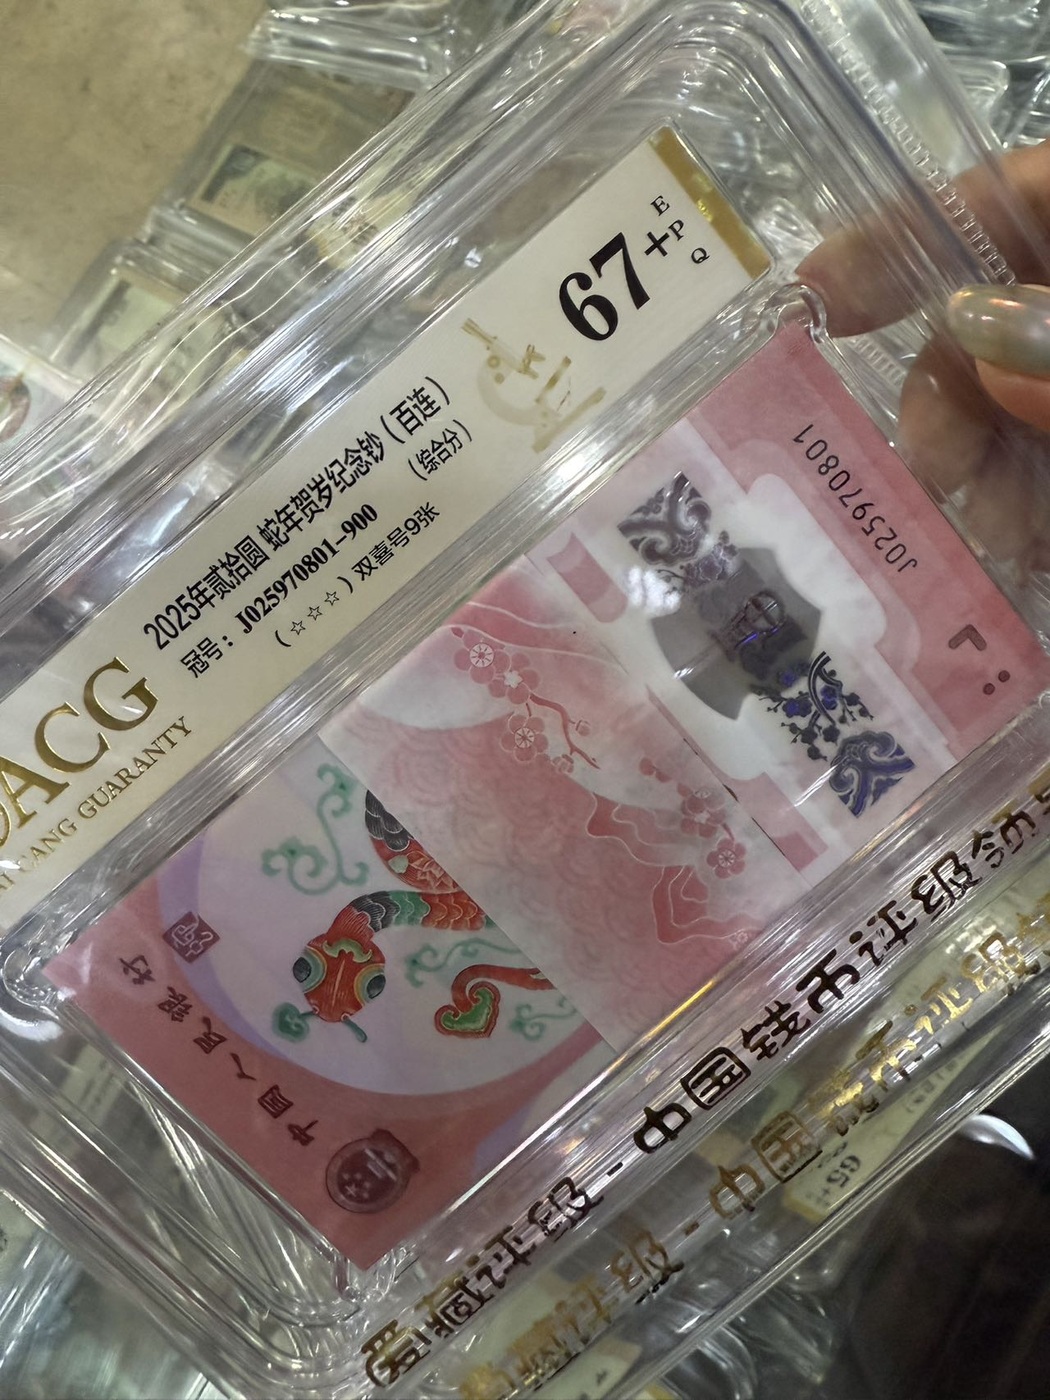 67+
EPQ
2025年贰拾圆 蛇年贺岁纪念钞(百连)
冠号:J025970801-900
(综合分)
(☆☆☆)双喜号9张
ACG
CANG GUARANTY
J025970801
中国人民银行
爱藏评级 - 中国钱币评级领
65